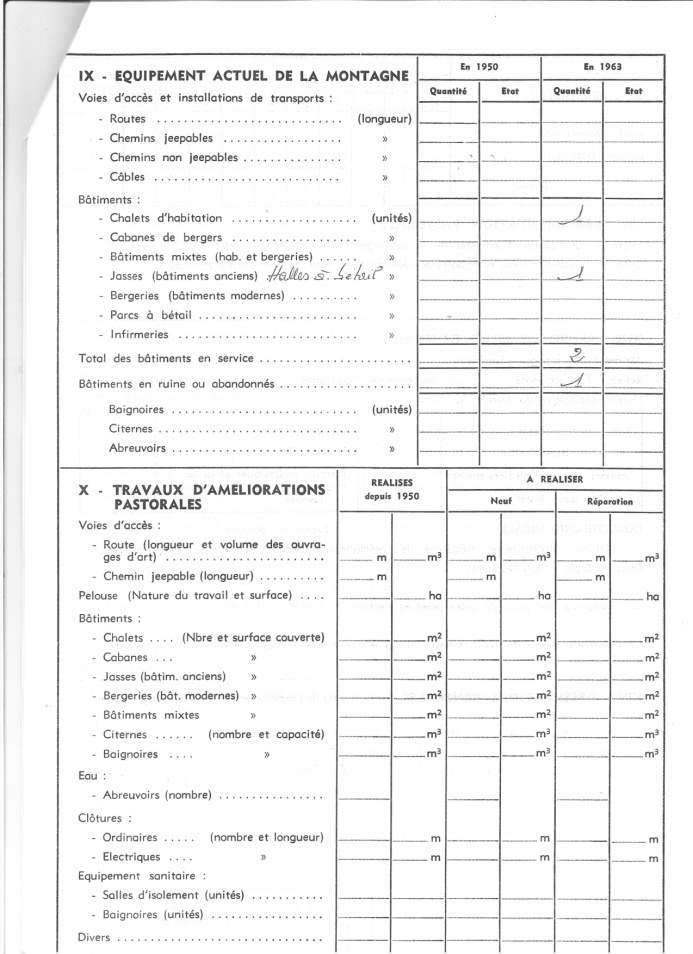 IX - EQUIPEMENT ACTUEL DE LA MONTAGNE
En 1950 En 1963
Quantité Etat Quantité Etat
Voies d'accès et installations de transports :
- Routes ............................ (longueur)
- Chemins jeepables .................. »
- Chemins non jeepables ............... »
- Câbles ............................ »
Bâtiments :
- Chalets d'habitation ................... (unités) 1
- Cabanes de bergers ................... »
- Bâtiments mixtes (hab. et bergeries) ...... »
- Jasses (bâtiments anciens) Halles à » 1
- Bergeries (bâtiments modernes) .......... »
- Parcs à bétail ........................ »
- Infirmeries ........................... »
Total des bâtiments en service ....................... 2
Bâtiments en ruine ou abandonnés .................... 1
Baignoires ............................ (unités)
Citernes .............................. »
Abreuvoirs ............................ »
X - TRAVAUX D'AMELIORATIONS
PASTORALES
REALISES
depuis 1950
A REALISER
Neuf Réparation
Voies d'accès :
- Route (longueur et volume des ouvra-
ges d'art) ........................ m m³ m m³ m m³
- Chemin jeepable (longueur) .......... m m m
Pelouse (Nature du travail et surface) .... ha ha ha
Bâtiments :
- Chalets .... (Nbre et surface couverte) m² m² m²
- Cabanes ... » m² m² m²
- Jasses (bâtim. anciens) » m² m² m²
- Bergeries (bât. modernes) » m² m² m²
- Bâtiments mixtes » m² m² m²
- Citernes ...... (nombre et capacité) m³ m³ m³
- Baignoires .... » m³ m³ m³
Eau :
- Abreuvoirs (nombre) ................
Clôtures :
- Ordinaires ..... (nombre et longueur) m m m
- Electriques .... » m m m
Equipement sanitaire :
- Salles d'isolement (unités) ...........
- Baignoires (unités) .................
Divers ...............................